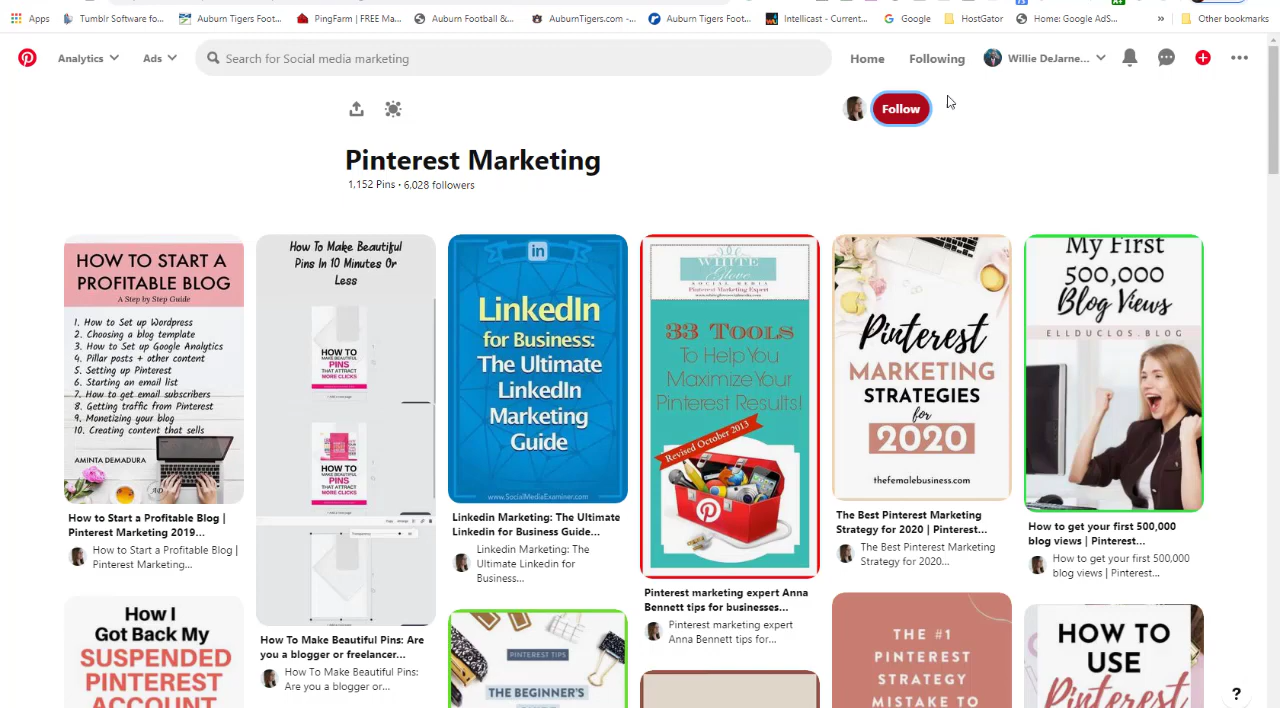 Apps
Tumblr Software for...
Auburn Tigers Foot...
PingFarm | FREE Ma...
Auburn Football &...
AuburnTigers.com -...
Auburn Tigers Foot...
Intellicast - Current...
Google
HostGator
Home: Google AdS...
»
Other bookmarks
Analytics
Ads
Search for Social media marketing
Home
Following
Willie DeJarne...
Follow
Pinterest Marketing
1,152 Pins • 6,028 followers
HOW TO START A
PROFITABLE BLOG
A Step by Step Guide
1. How to Set up Wordpress
2. Choosing a blog template
3. How to Set up Google Analytics
4. Pillar posts + other content
5. Setting up Pinterest
6. Starting an email list
7. How to get email subscribers
8. Getting traffic from Pinterest
9. Monetizing your blog
10. Creating content that sells
AMINTA DEMADURA
How to Start a Profitable Blog |
Pinterest Marketing 2019...
How to Start a Profitable Blog |
Pinterest Marketing...
How I
Got Back My
SUSPENDED
PINTEREST
ACCOUNT
How To Make Beautiful
Pins In 10 Minutes Or
Less
HOW TO
MAKE BEAUTIFUL
PINS
THAT ATTRACT
MORE CLICKS
HOW TO
MAKE BEAUTIFUL
PINS
THAT ATTRACT
MORE CLICKS
How To Make Beautiful Pins: Are
you a blogger or freelancer...
How To Make Beautiful Pins:
Are you a blogger or...
in
LinkedIn
for Business:
The Ultimate
LinkedIn
Marketing
Guide
www.SocialMediaExaminer.com
Linkedin Marketing: The Ultimate
Linkedin for Business Guide...
Linkedin Marketing: The
Ultimate Linkedin for
Business...
PINTEREST TIPS
THE BEGINNER'S
WHITE
Glove
SOCIAL MEDIA
Pinterest Marketing Expert
www.whiteglovesocialmedia.com
33 TOOLS
To Help You
Maximize Your
Pinterest Results!
Revised October 2013
Pinterest marketing expert Anna
Bennett tips for businesses...
Pinterest marketing expert
Anna Bennett tips for...
Pinterest
MARKETING
STRATEGIES
for
2020
thefemalebusiness.com
The Best Pinterest Marketing
Strategy for 2020 | Pinterest...
The Best Pinterest Marketing
Strategy for 2020...
THE #1
PINTEREST
STRATEGY
MISTAKE TO
My First
500,000
Blog Views
ELLDUCLOS.BLOG
How to get your first 500,000
blog views | Pinterest...
How to get your first 500,000
blog views | Pinterest...
HOW TO
USE
Pinterest
?